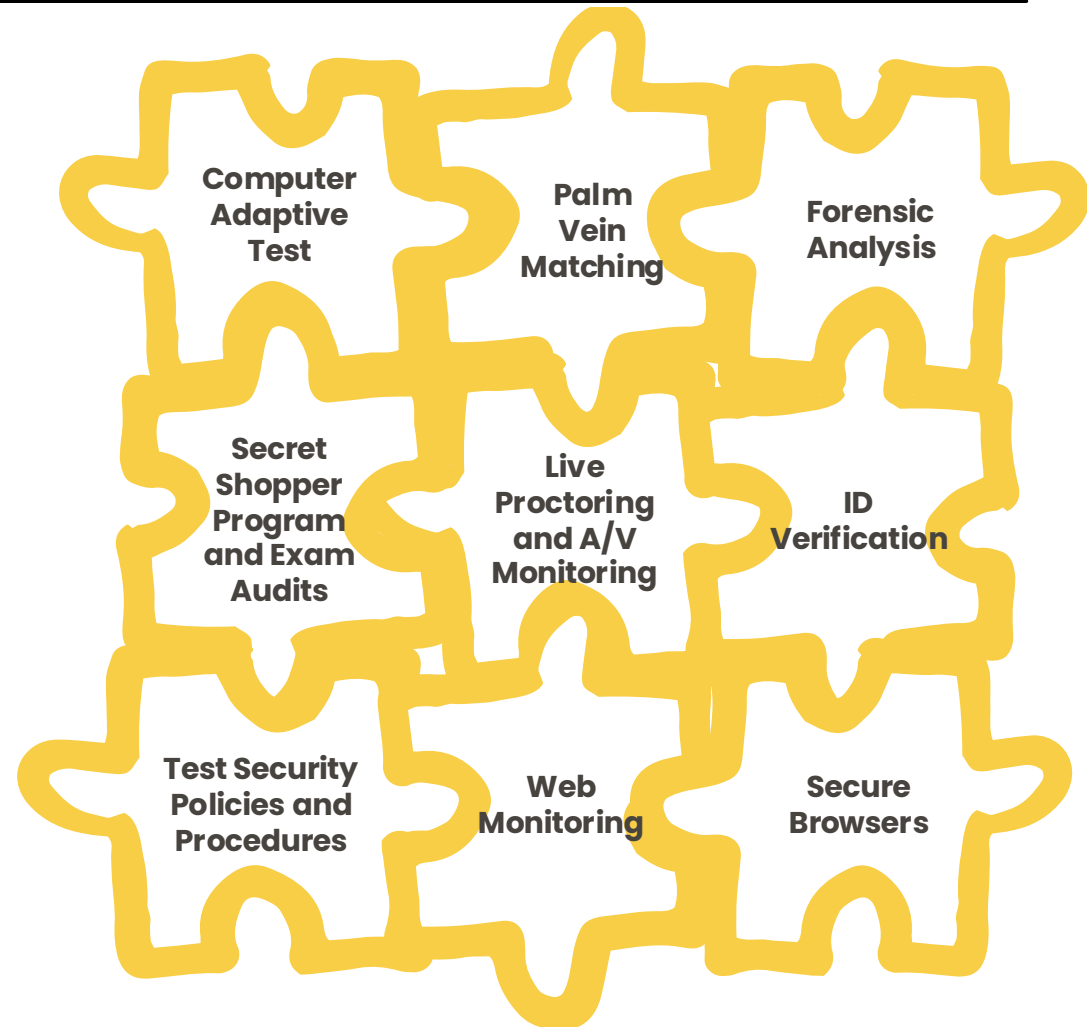 Computer
Adaptive
Test
Palm
Vein
Matching
Forensic
Analysis
Secret
Shopper
Program
and Exam
Audits
Live
Proctoring
and A/V
Monitoring
ID
Verification
Test Security
Policies and
Procedures
Web
Monitoring
Secure
Browsers